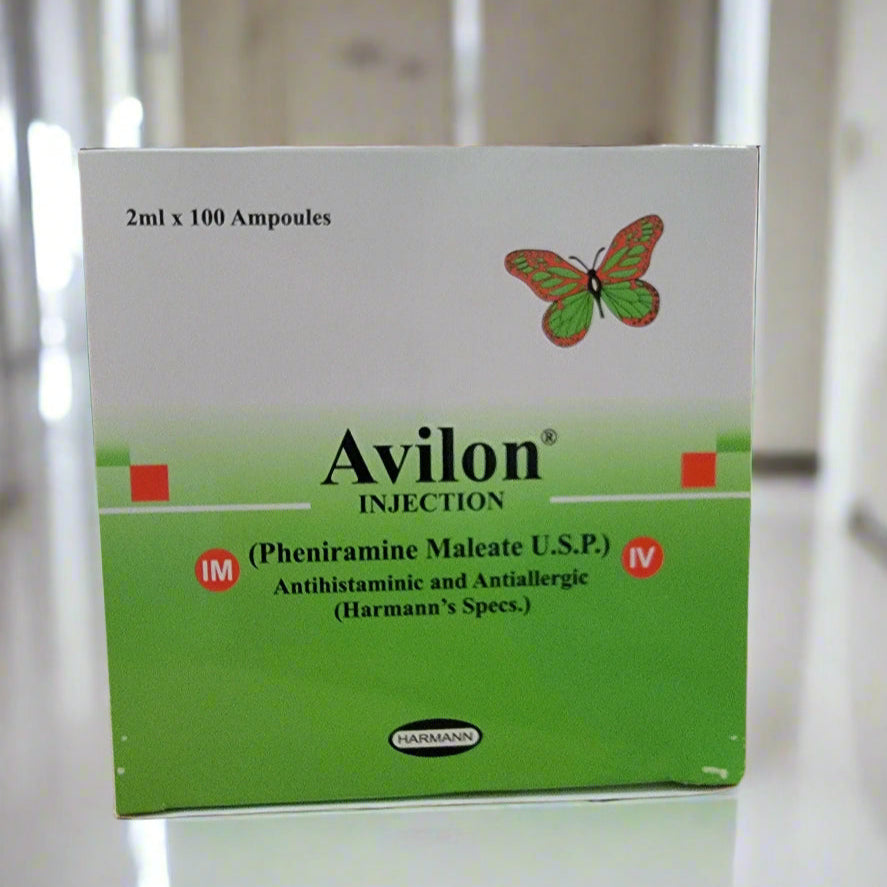 2ml x 100 Ampoules
Avilon®
INJECTION
IM (Pheniramine Maleate U.S.P.) IV
Antihistaminic and Antiallergic
(Harmann's Specs.)
HARMANN